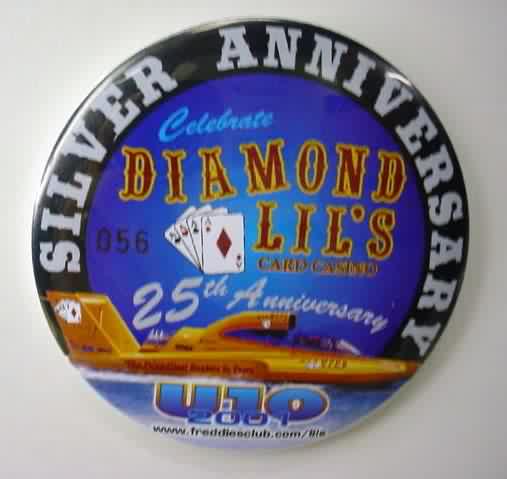 SILVER ANNIVERSARY
Celebrate
DIAMOND
LIL'S
CARD CASINO
056
25th Anniversary
U10
2001
www.freddiesclub.com/lils